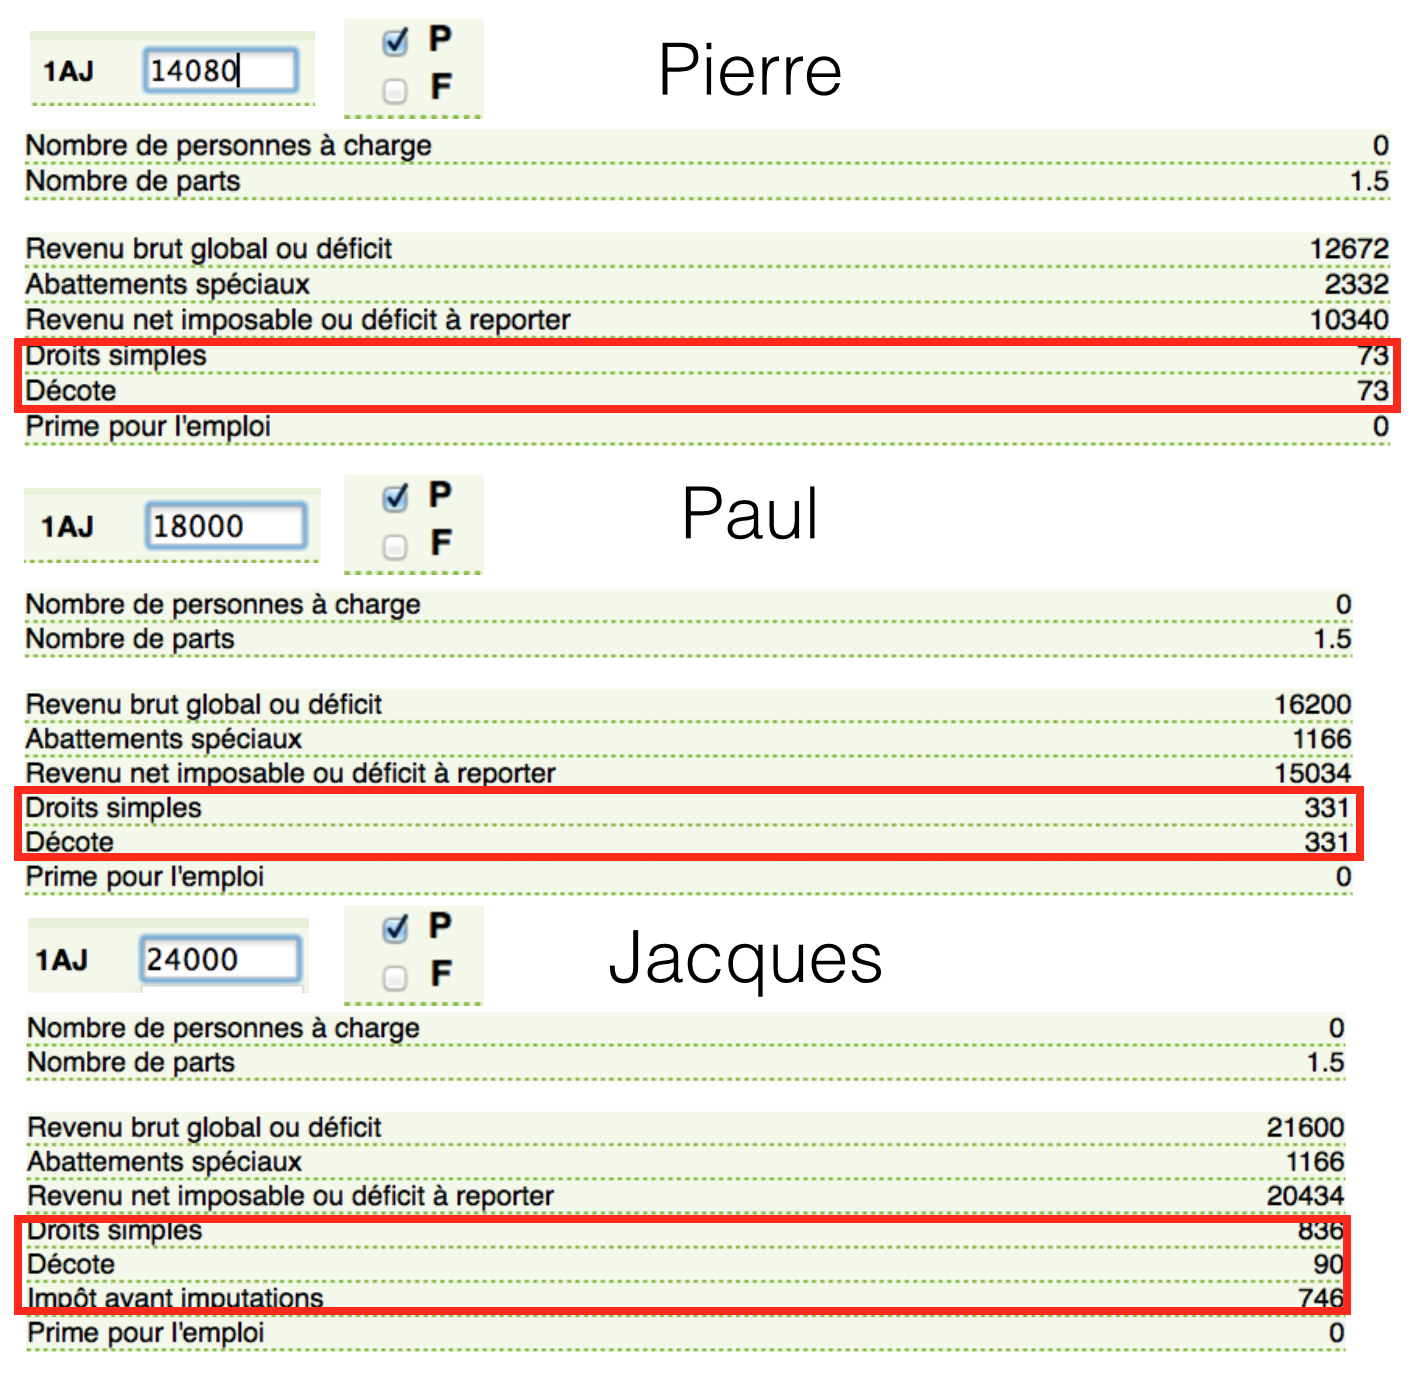 1AJ 14080 P Pierre
F
Nombre de personnes à charge 0
Nombre de parts 1.5
Revenu brut global ou déficit 12672
Abattements spéciaux 2332
Revenu net imposable ou déficit à reporter 10340
Droits simples 73
Décote 73
Prime pour l'emploi 0
1AJ 18000 P Paul
F
Nombre de personnes à charge 0
Nombre de parts 1.5
Revenu brut global ou déficit 16200
Abattements spéciaux 1166
Revenu net imposable ou déficit à reporter 15034
Droits simples 331
Décote 331
Prime pour l'emploi 0
1AJ 24000 P Jacques
F
Nombre de personnes à charge 0
Nombre de parts 1.5
Revenu brut global ou déficit 21600
Abattements spéciaux 1166
Revenu net imposable ou déficit à reporter 20434
Droits simples 836
Décote 90
Impôt avant imputations 746
Prime pour l'emploi 0